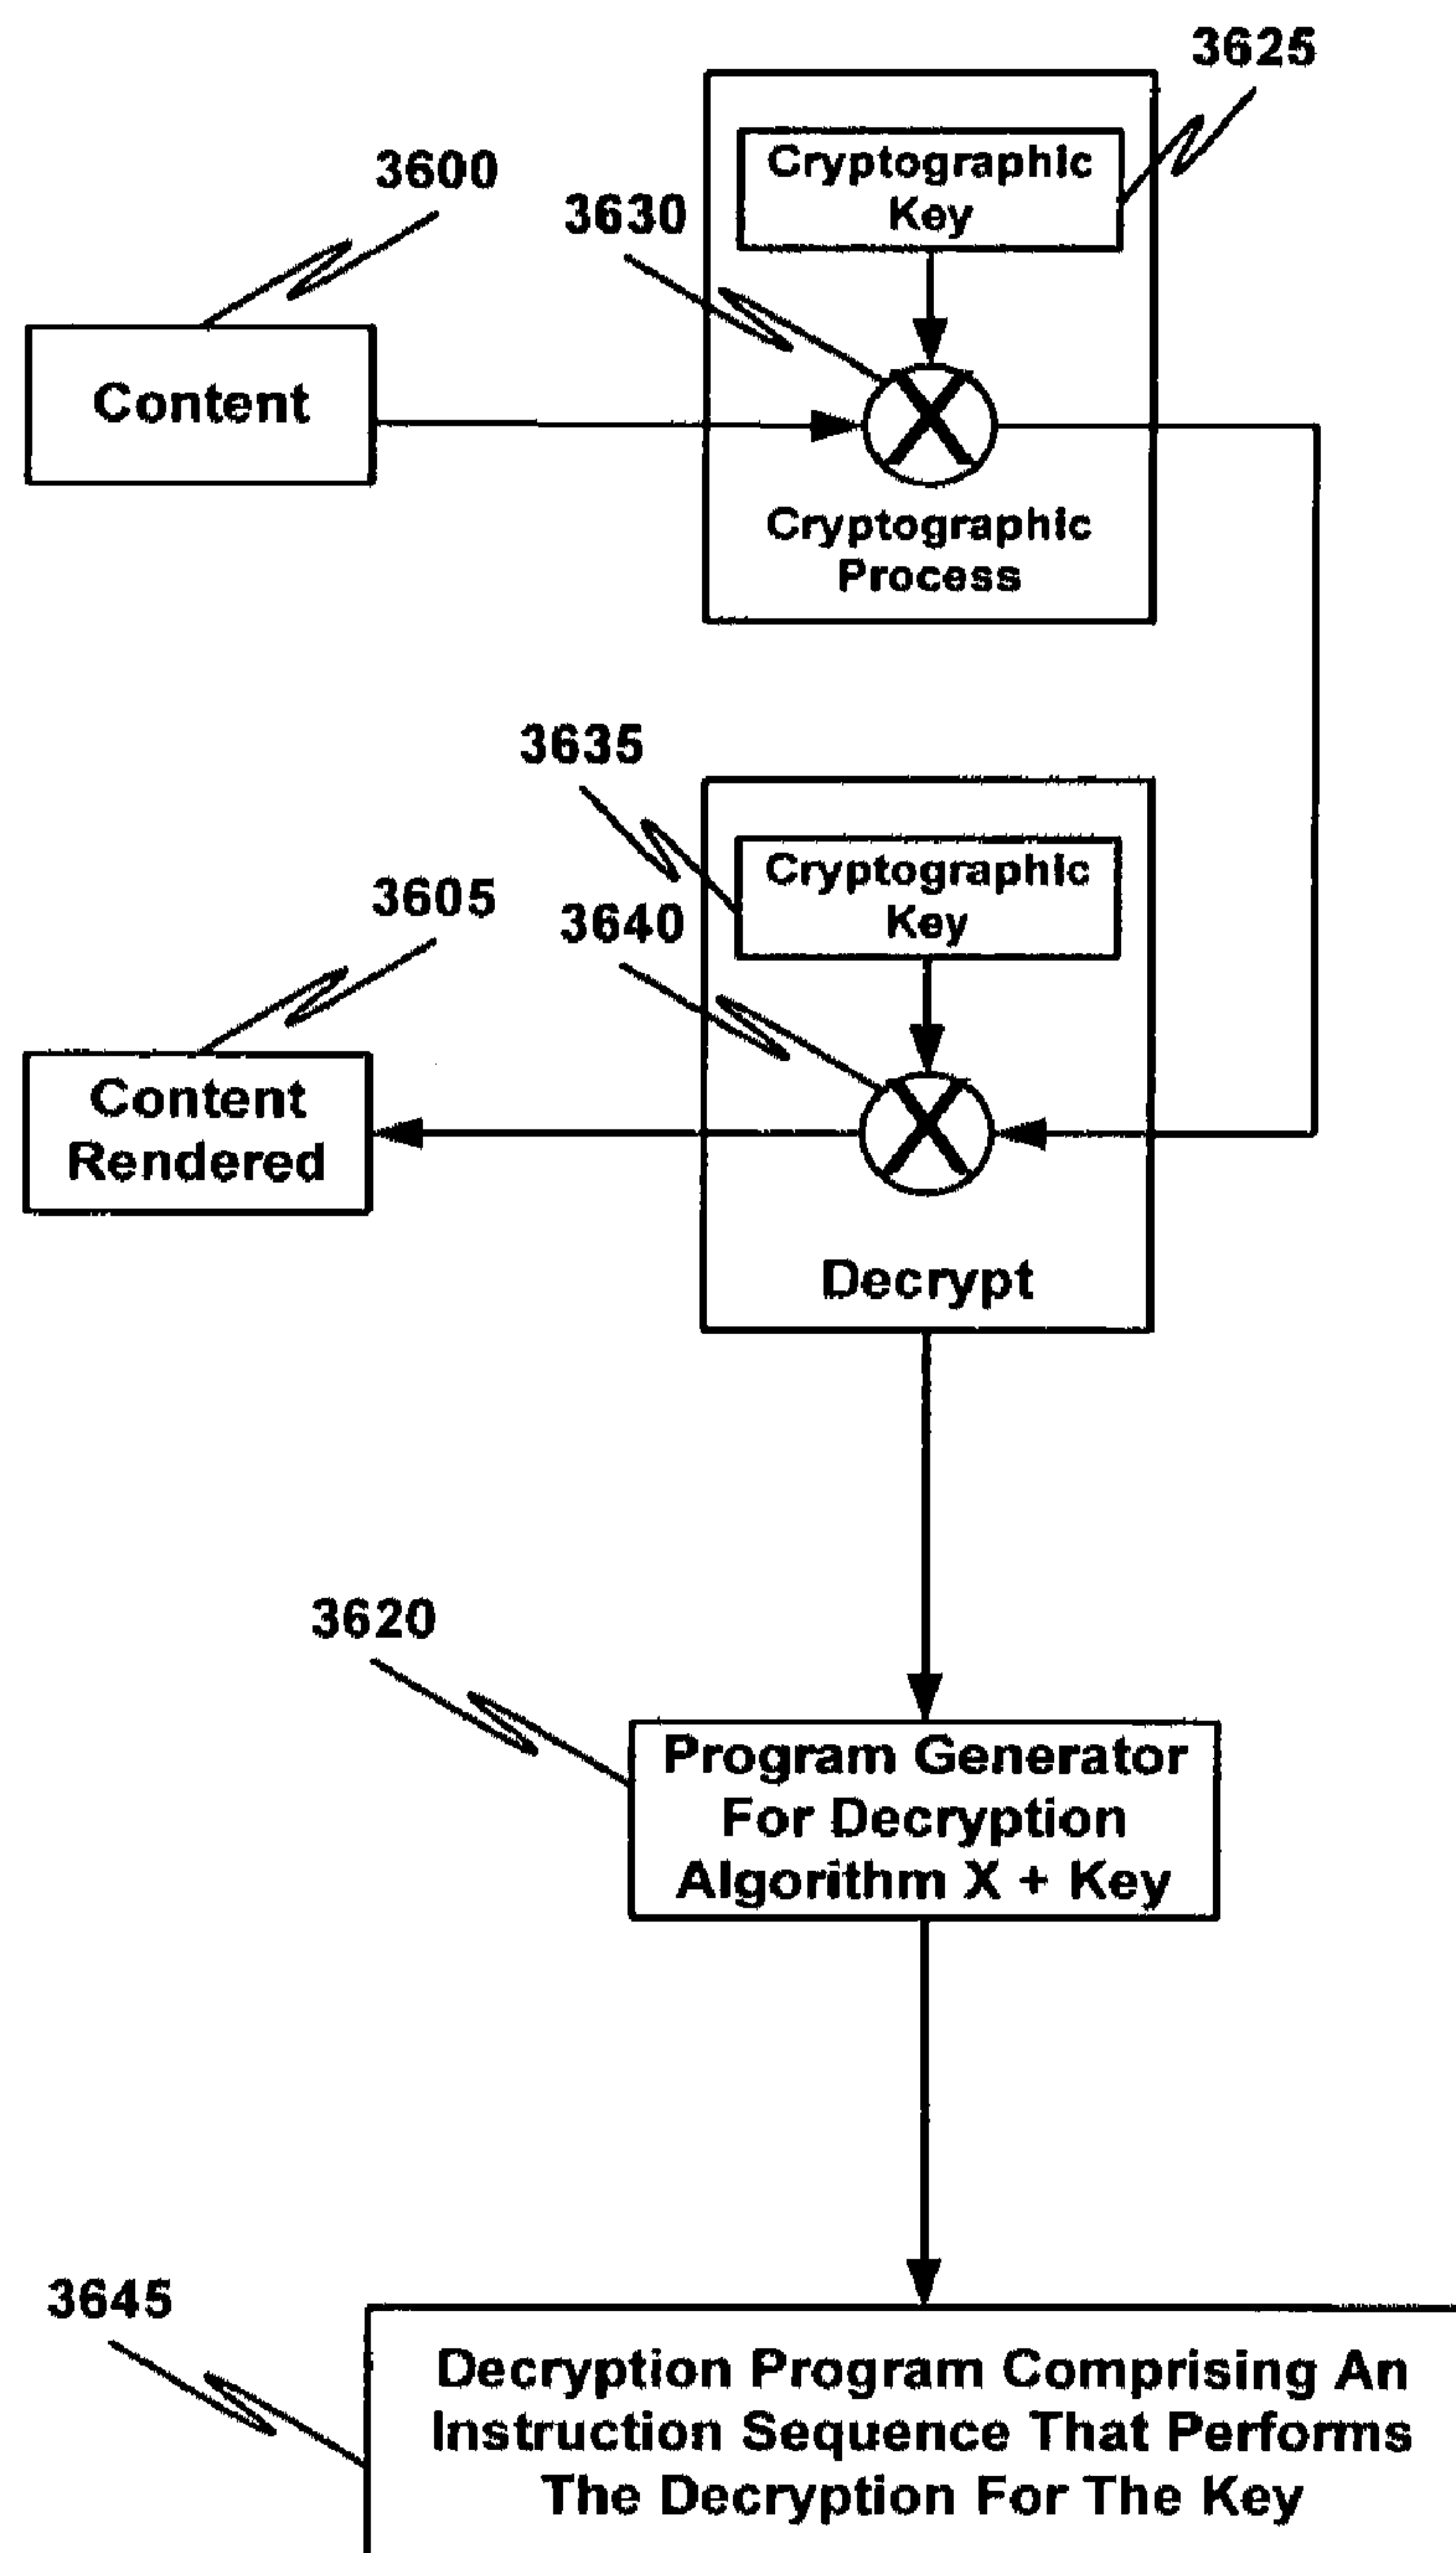 3625
Cryptographic
Key
3600
3630
Content
X
Cryptographic
Process
3635
Cryptographic
Key
3605
3640
Content
Rendered
X
Decrypt
3620
Program Generator
For Decryption
Algorithm X + Key
3645
Decryption Program Comprising An
Instruction Sequence That Performs
The Decryption For The Key